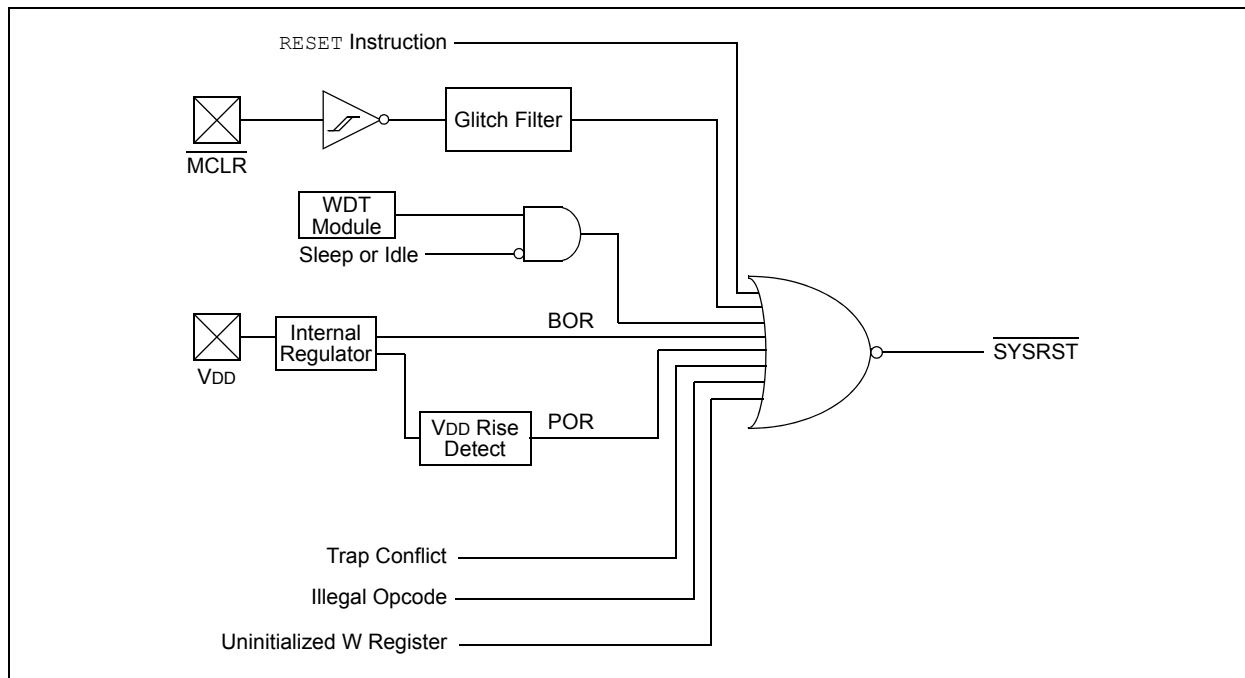 RESET Instruction
Glitch Filter
MCLR
WDT
Module
Sleep or Idle
BOR
Internal
Regulator
VDD
SYSRST
VDD Rise
Detect
POR
Trap Conflict
Illegal Opcode
Uninitialized W Register